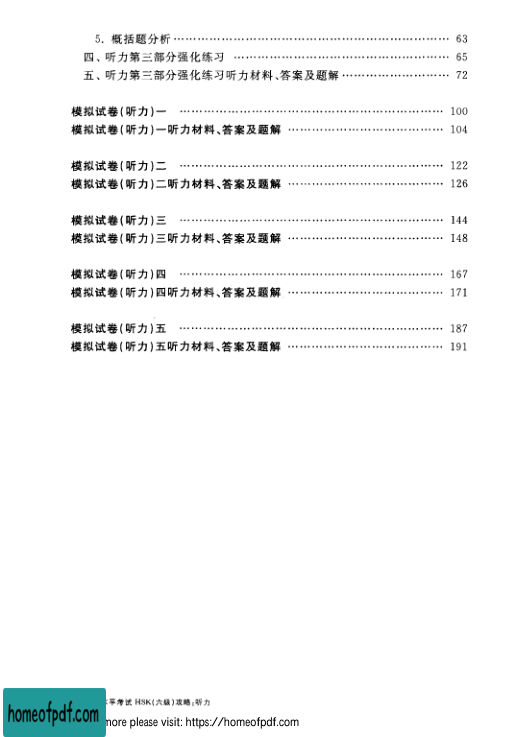 5. 概括题分析 …………………………………………… 63
四、听力第三部分强化练习 …………………………………… 65
五、听力第三部分强化练习听力材料、答案及题解 ……………………… 72
模拟试卷(听力)一 …………………………………………… 100
模拟试卷(听力)一听力材料、答案及题解 ………………………… 104
模拟试卷(听力)二 …………………………………………… 122
模拟试卷(听力)二听力材料、答案及题解 ………………………… 126
模拟试卷(听力)三 …………………………………………… 144
模拟试卷(听力)三听力材料、答案及题解 ………………………… 148
模拟试卷(听力)四 …………………………………………… 167
模拟试卷(听力)四听力材料、答案及题解 ………………………… 171
模拟试卷(听力)五 …………………………………………… 187
模拟试卷(听力)五听力材料、答案及题解 ………………………… 191
平考试 HSK(六级)攻略:听力
homeofpdf.com
more please visit: https://homeofpdf.com